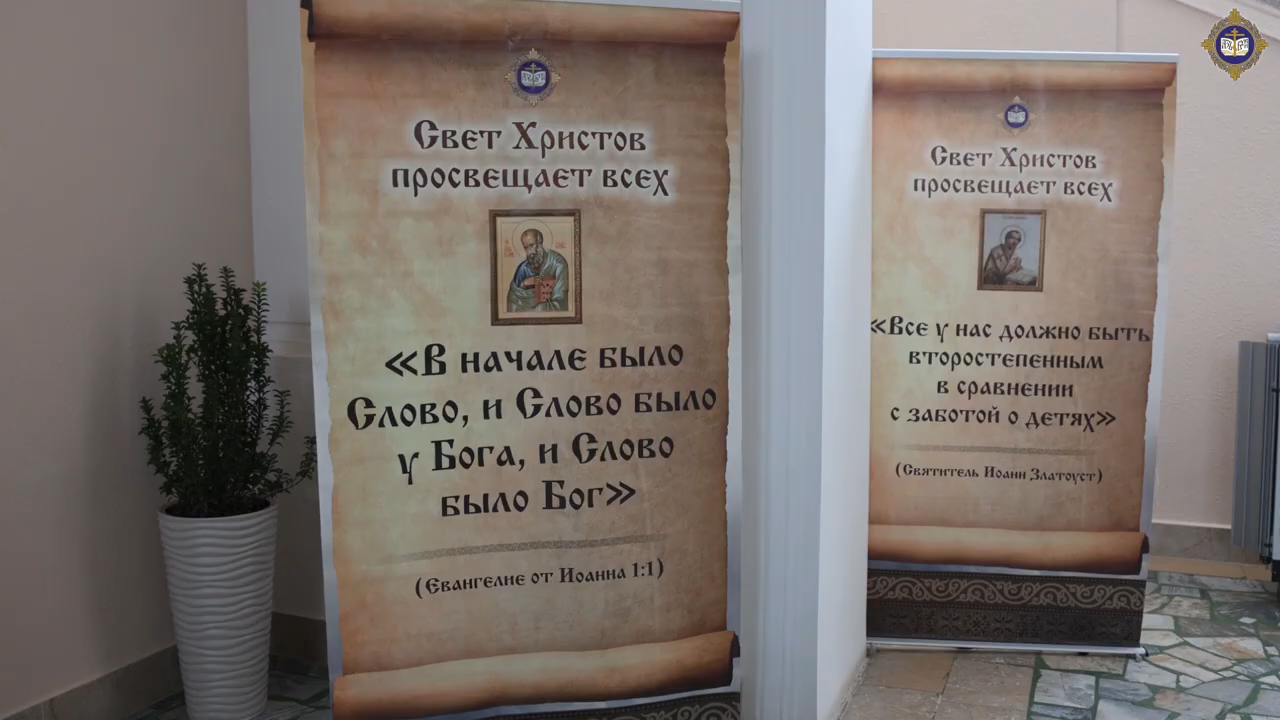 Свет Христов
просвещает всех
«В начале было
Слово, и Слово было
у Бога, и Слово
было Бог»
(Евангелие от Иоанна 1:1)
Свет Христов
просвещает всех
«Все у нас должно быть
второстепенным
в сравнении
с заботой о детях»
(Святитель Иоанн Златоуст)